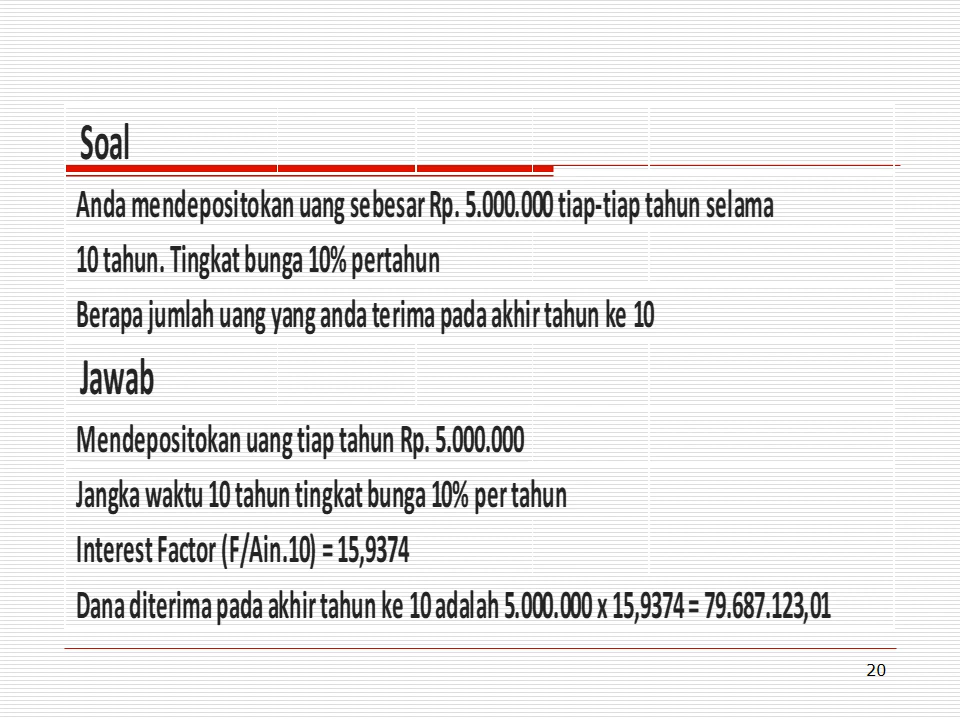 Soal
Anda mendepositokan uang sebesar Rp. 5.000.000 tiap-tiap tahun selama
10 tahun. Tingkat bunga 10% pertahun
Berapa jumlah uang yang anda terima pada akhir tahun ke 10
Jawab
Mendepositokan uang tiap tahun Rp. 5.000.000
Jangka waktu 10 tahun tingkat bunga 10% per tahun
Interest Factor (F/Ain.10) = 15,9374
Dana diterima pada akhir tahun ke 10 adalah 5.000.000 x 15,9374 = 79.687.123,01
20